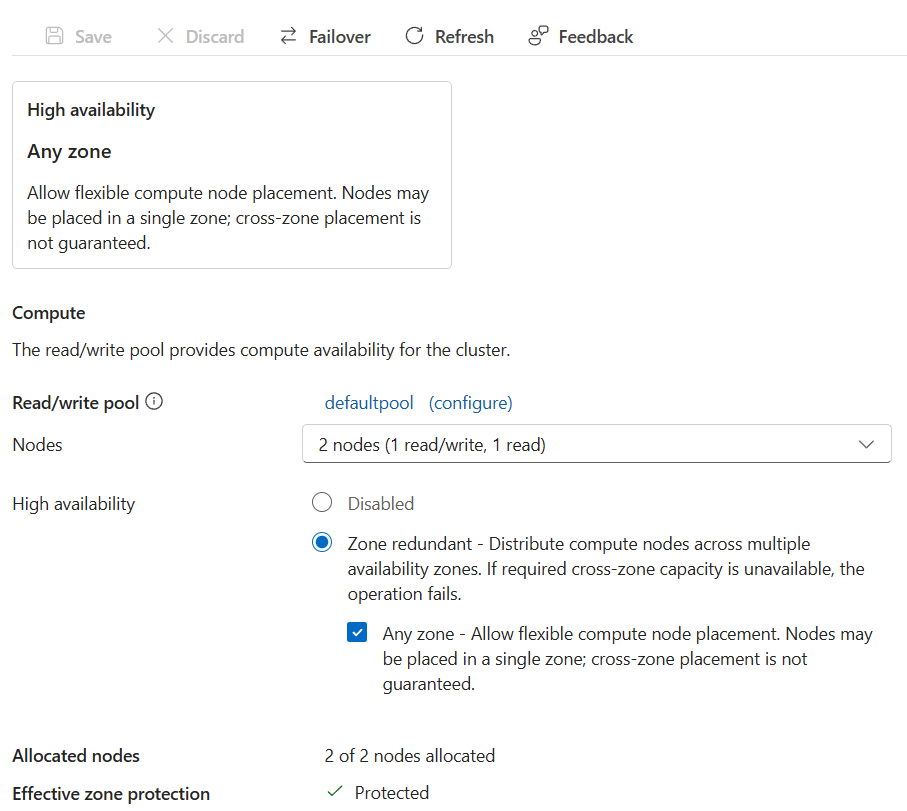 Save Discard Failover Refresh Feedback
High availability
Any zone
Allow flexible compute node placement. Nodes may
be placed in a single zone; cross-zone placement is
not guaranteed.
Compute
The read/write pool provides compute availability for the cluster.
Read/write pool defaultpool (configure)
Nodes 2 nodes (1 read/write, 1 read)
High availability Disabled
Zone redundant - Distribute compute nodes across multiple
availability zones. If required cross-zone capacity is unavailable, the
operation fails.
Any zone - Allow flexible compute node placement. Nodes may
be placed in a single zone; cross-zone placement is not
guaranteed.
Allocated nodes 2 of 2 nodes allocated
Effective zone protection Protected